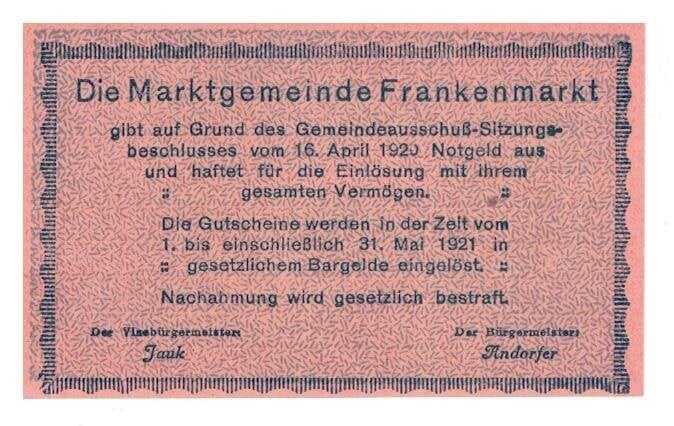 Die Marktgemeinde Frankenmarkt
gibt auf Grund des Gemeindeausschuß-Sitzungs-
beschlusses vom 16. April 1920 Notgeld aus
und haftet für die Einlösung mit ihrem
:: gesamten Vermögen. ::
Die Gutscheine werden in der Zeit vom
1. bis einschließlich 31. Mai 1921 in
:: gesetzlichem Bargelde eingelöst. ::
Nachahmung wird gesetzlich bestraft.
Der Vizebürgermeister:
Jauk
Der Bürgermeister:
Andorfer